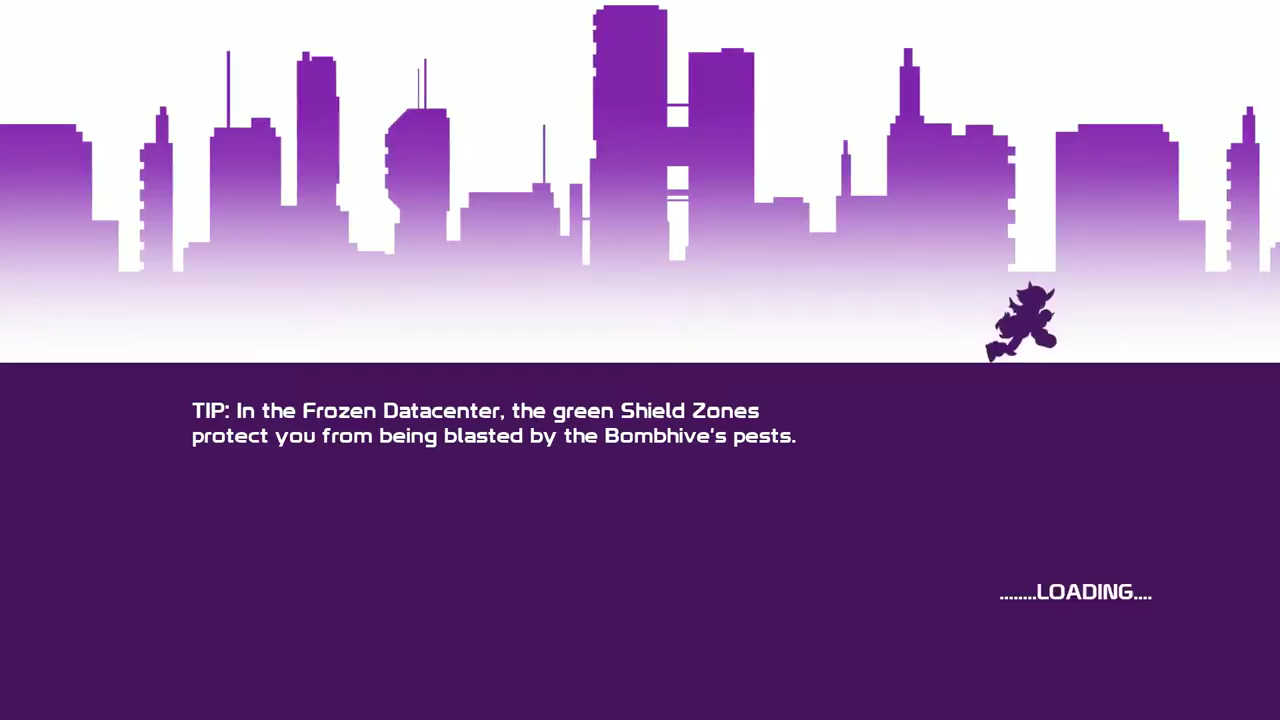 TIP: In the Frozen Datacenter, the green Shield Zones
protect you from being blasted by the Bombhive's pests.
........LOADING....